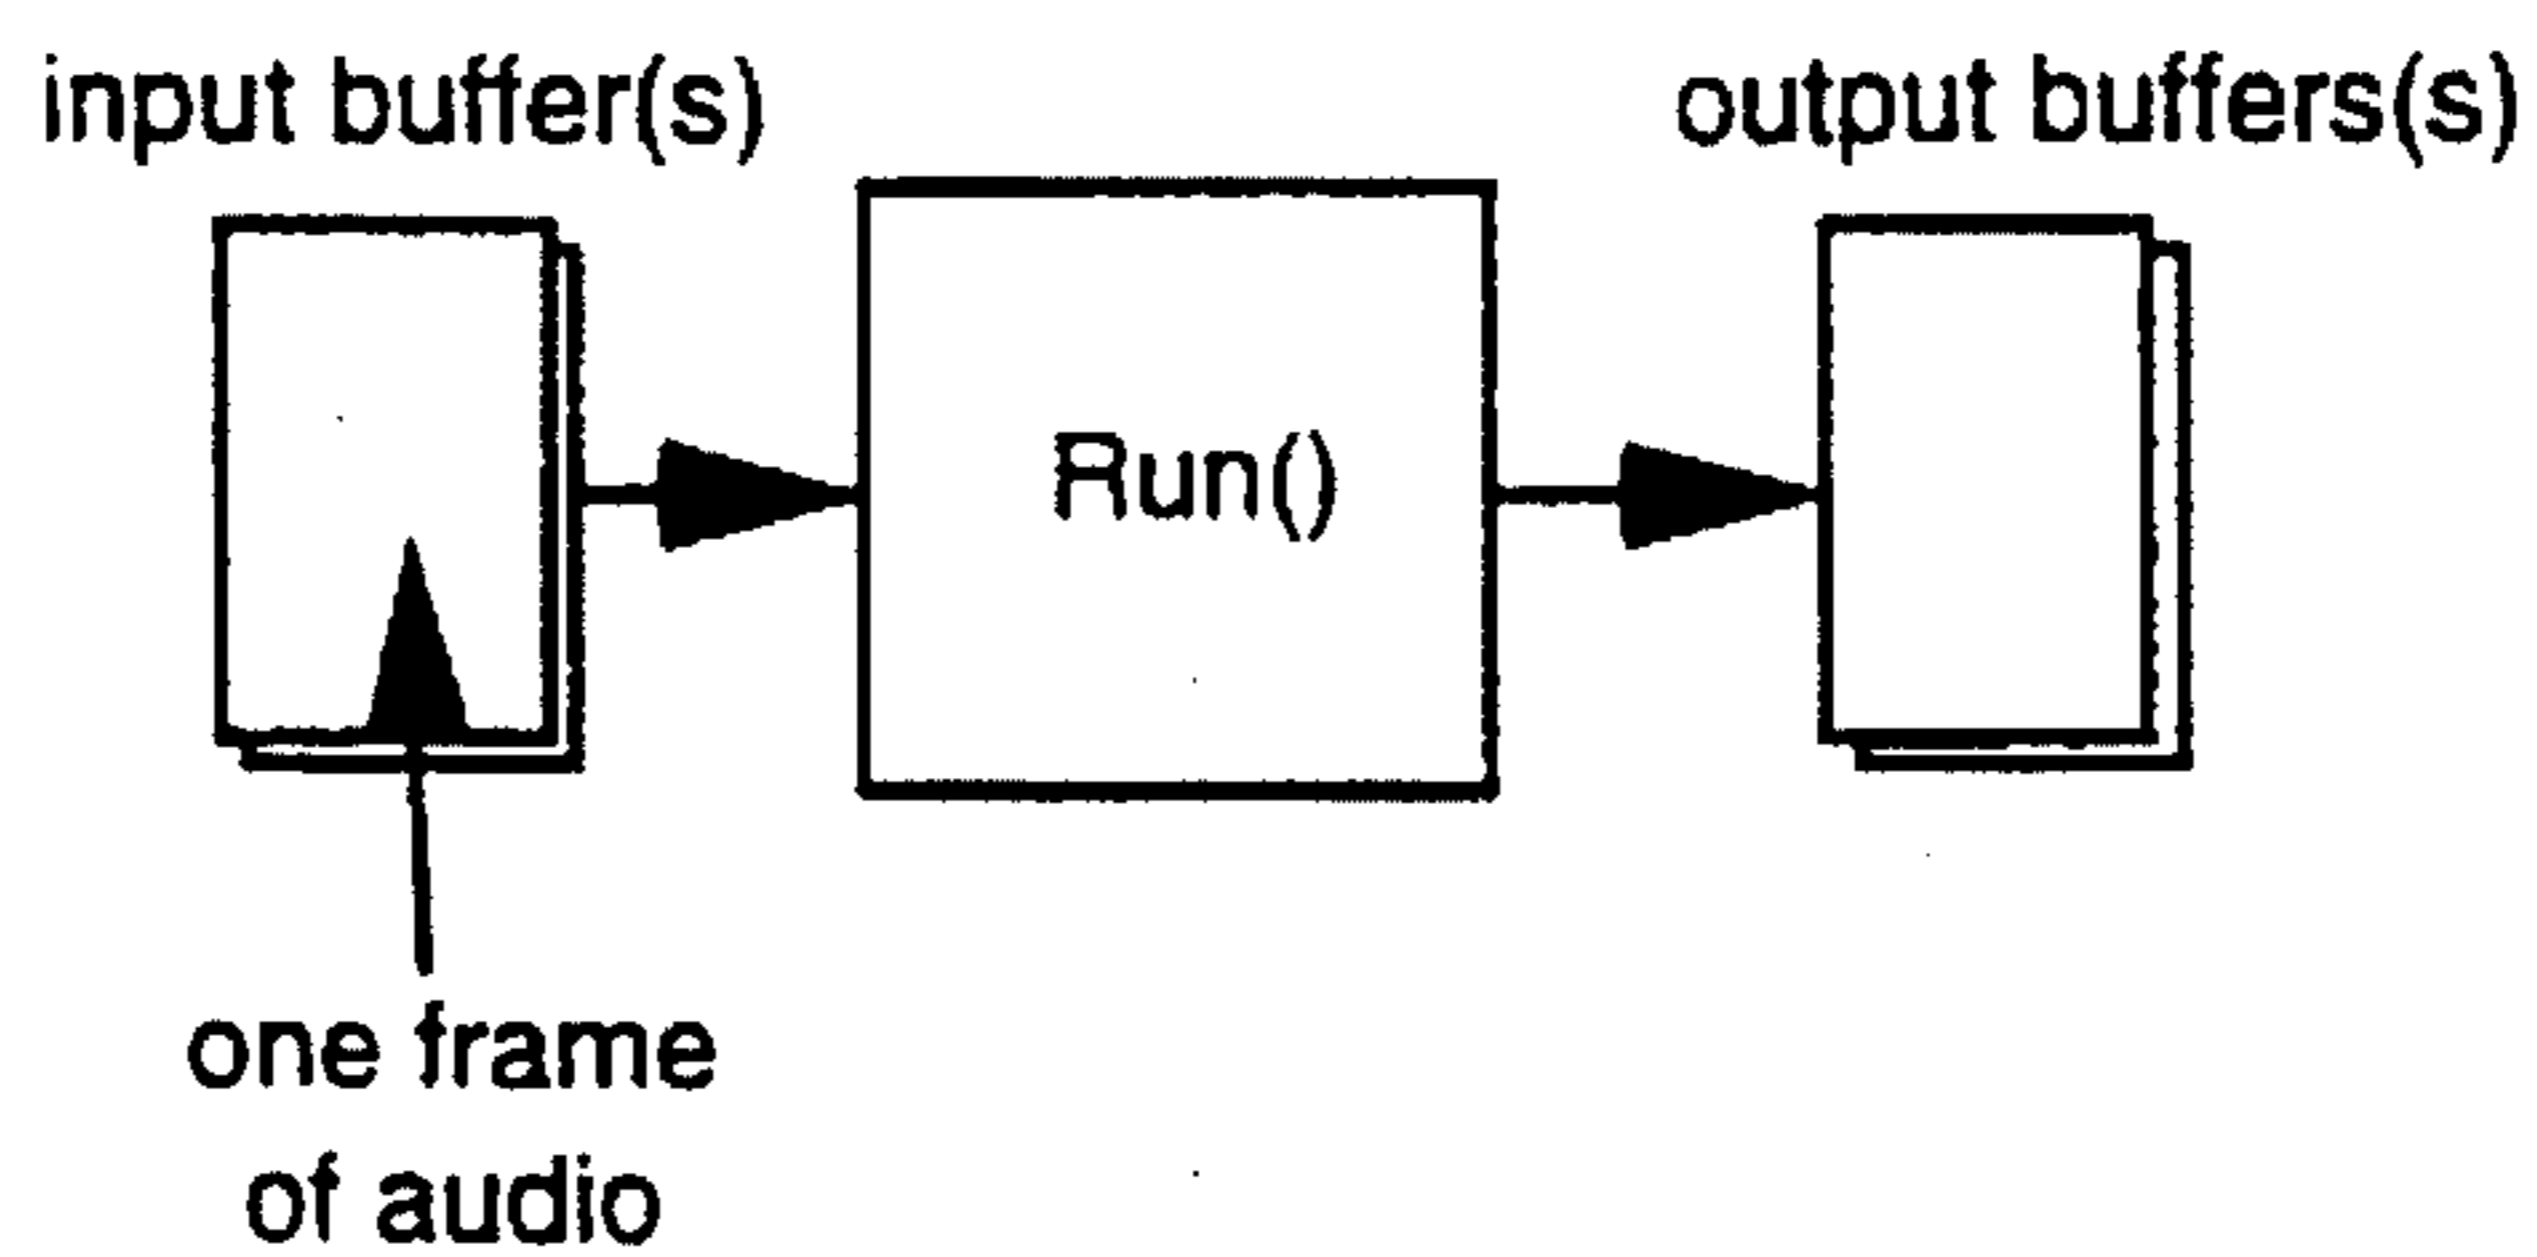 input buffer(s)
output buffers(s)
Run()
one frame
of audio